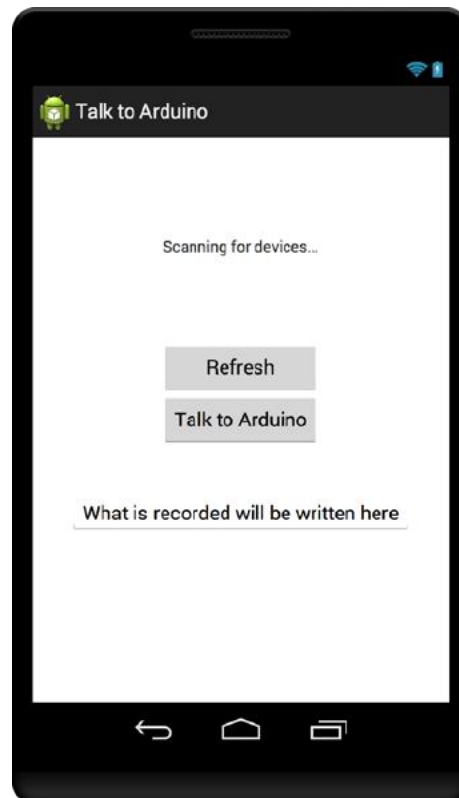 Talk to Arduino
Scanning for devices...
Refresh
Talk to Arduino
What is recorded will be written here